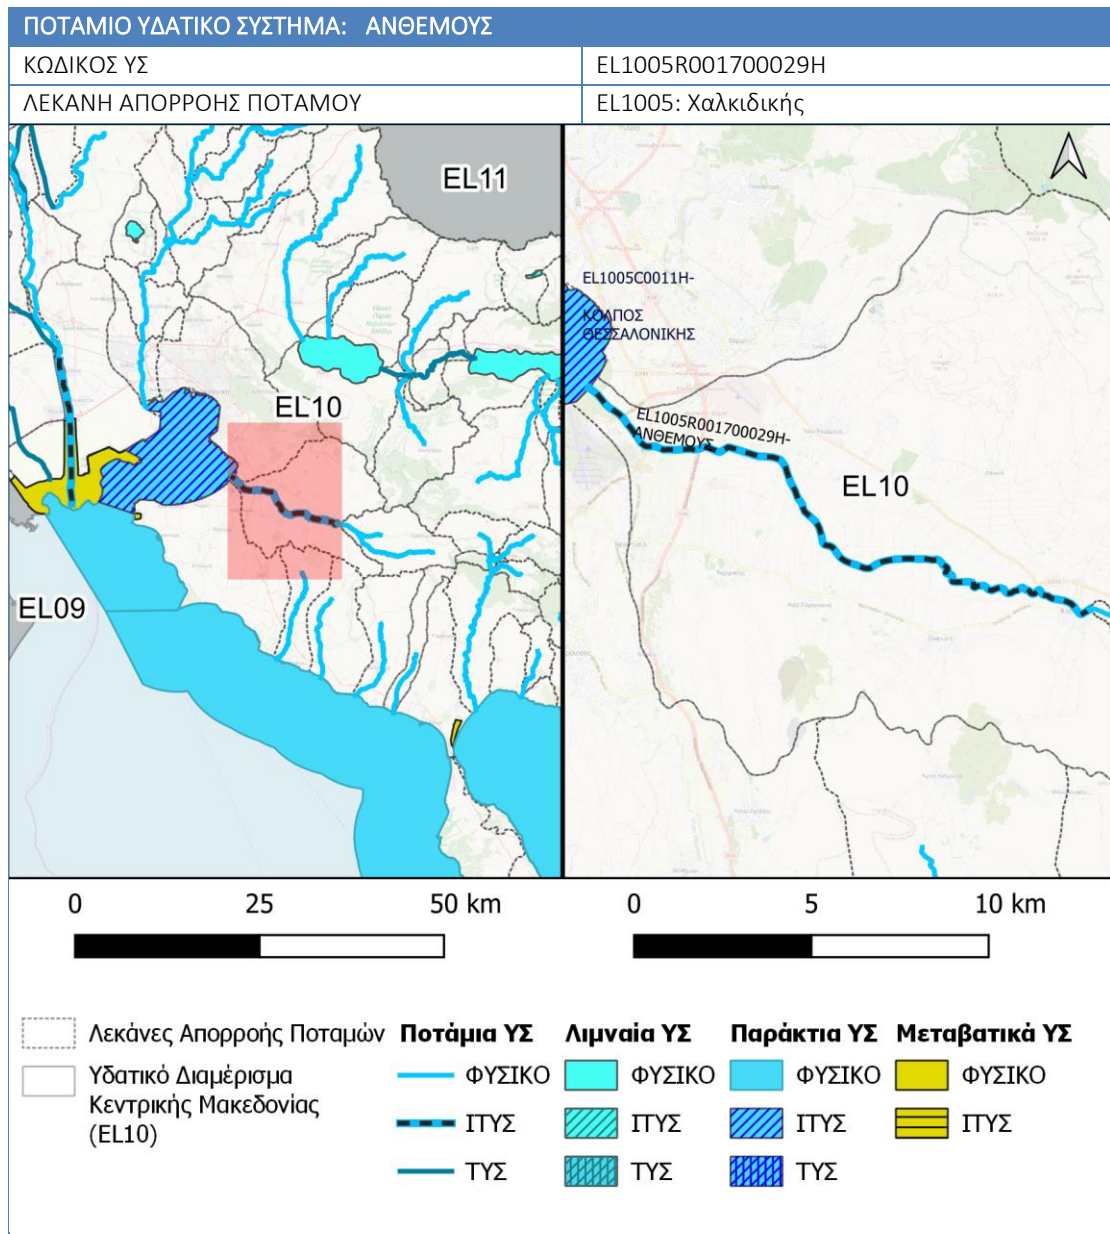 ΠΟΤΑΜΙΟ ΥΔΑΤΙΚΟ ΣΥΣΤΗΜΑ: ΑΝΘΕΜΟΥΣ
ΚΩΔΙΚΟΣ ΥΣ EL1005R001700029H
ΛΕΚΑΝΗ ΑΠΟΡΡΟΗΣ ΠΟΤΑΜΟΥ EL1005: Χαλκιδικής
EL11
EL10
EL09
EL1005C0011H-
ΚΟΛΠΟΣ
ΘΕΣΣΑΛΟΝΙΚΗΣ
EL1005R001700029H-
ΑΝΘΕΜΟΥΣ
EL10
0 25 50 km
0 5 10 km
Λεκάνες Απορροής Ποταμών
Υδατικό Διαμέρισμα
Κεντρικής Μακεδονίας
(EL10)
Ποτάμια ΥΣ
ΦΥΣΙΚΟ
ΙΤΥΣ
ΤΥΣ
Λιμναία ΥΣ
ΦΥΣΙΚΟ
ΙΤΥΣ
ΤΥΣ
Παράκτια ΥΣ
ΦΥΣΙΚΟ
ΙΤΥΣ
ΤΥΣ
Μεταβατικά ΥΣ
ΦΥΣΙΚΟ
ΙΤΥΣ